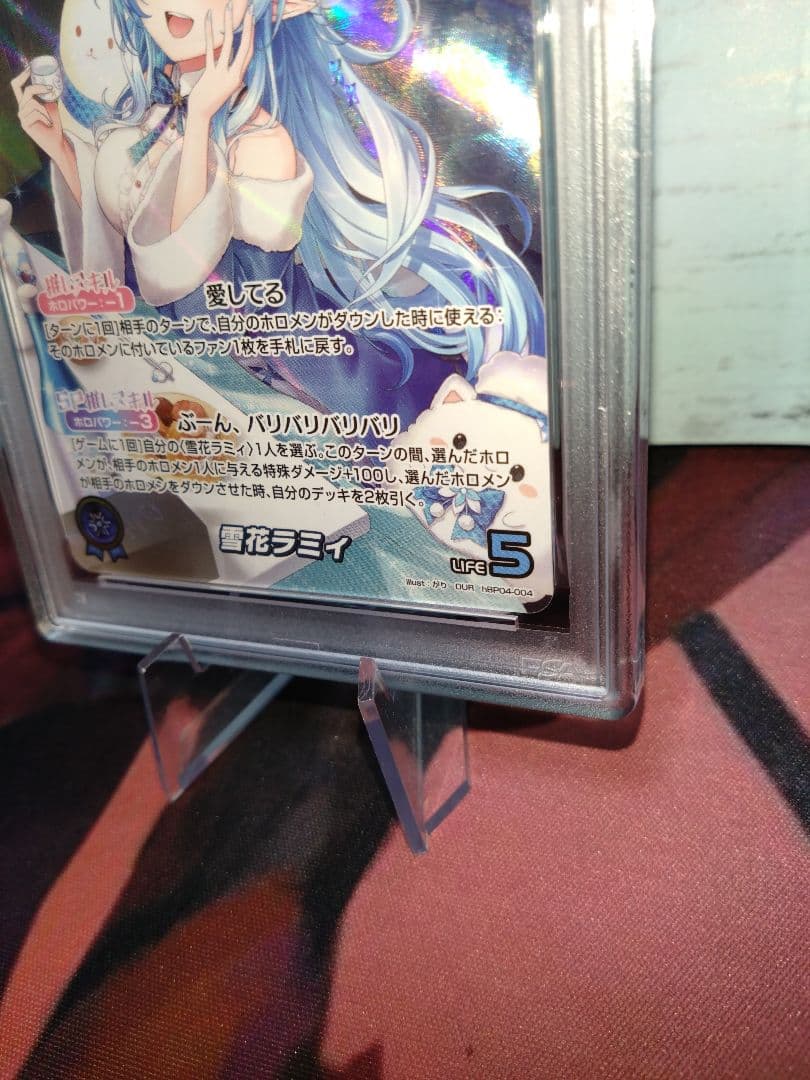 推しスキル
ホロパワー：-1
愛してる
[ターンに1回]相手のターンで、自分のホロメンがダウンした時に使える：
そのホロメンに付いているファン1枚を手札に戻す。
SP推しスキル
ホロパワー：-3
ぶーん、バリバリバリバリ
[ゲームに1回]自分の〈雪花ラミィ〉1人を選ぶ。このターンの間、選んだホロ
メンが、相手のホロメン1人に与える特殊ダメージ+100し、選んだホロメン
が相手のホロメンをダウンさせた時、自分のデッキを2枚引く。
雪花ラミィ
LIFE 5
Illust：がり OUR hBP04-004
PSA